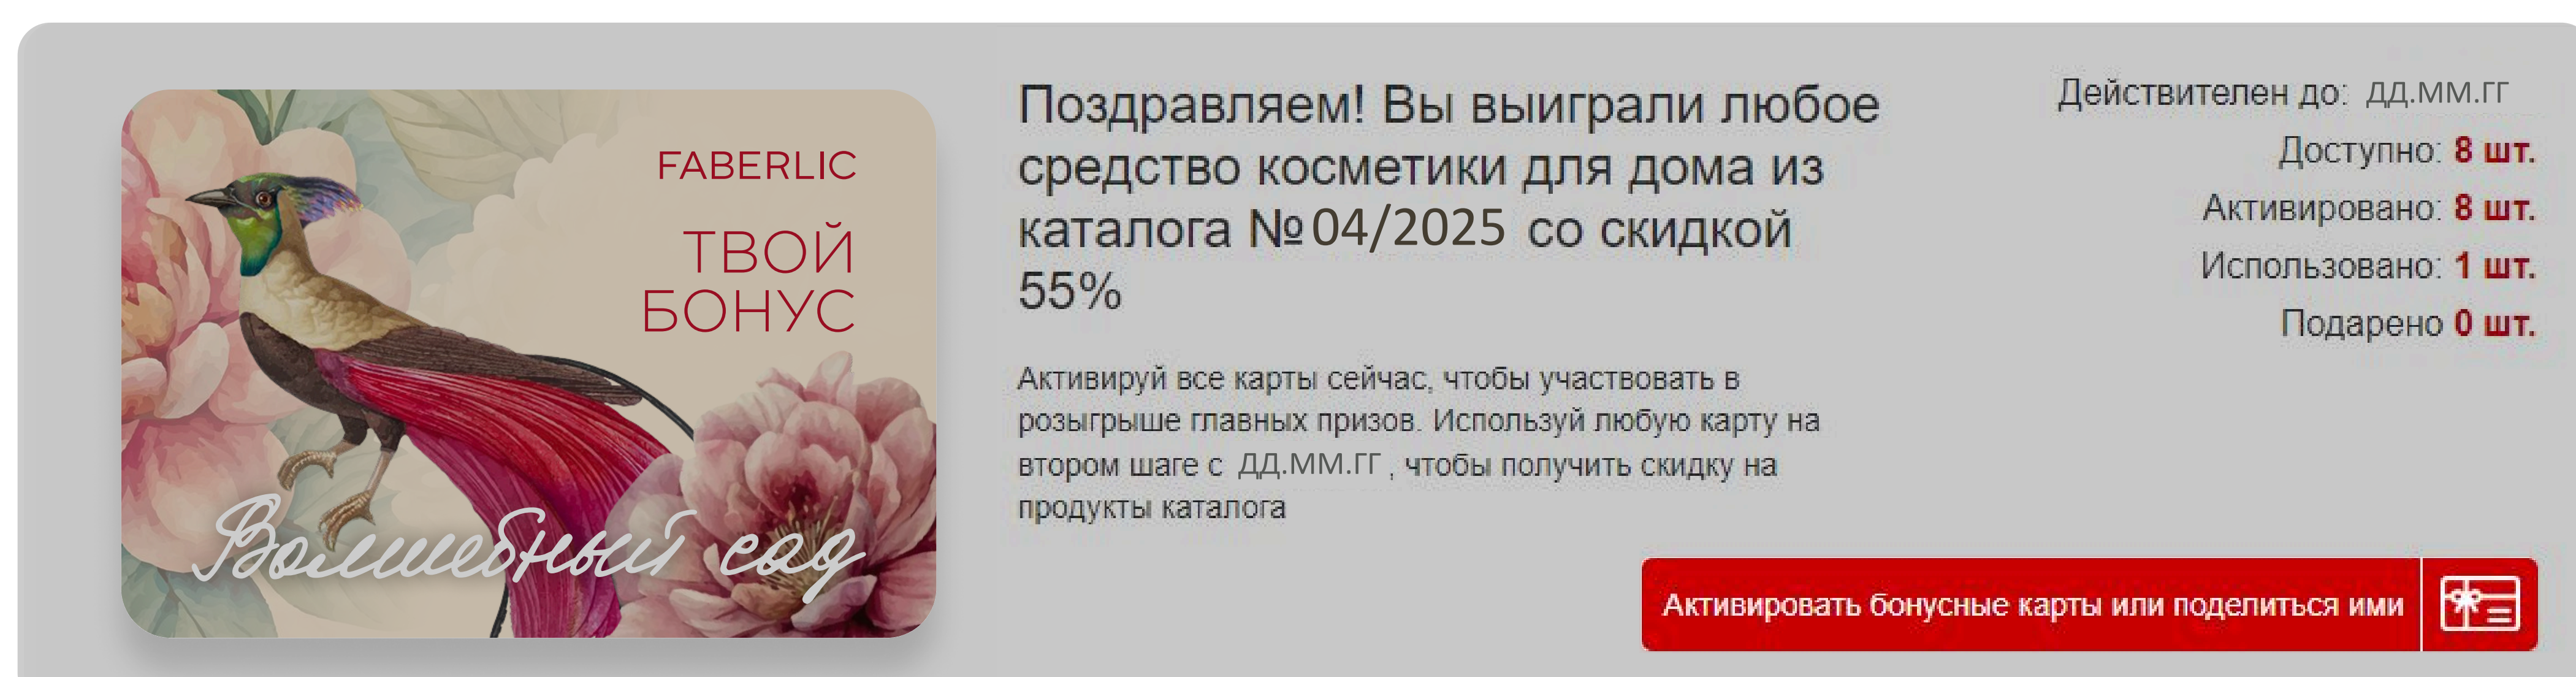 FABERLIC
ТВОЙ
БОНУС
Волшебный сад
Поздравляем! Вы выиграли любое
средство косметики для дома из
каталога №04/2025 со скидкой
55%
Активируй все карты сейчас, чтобы участвовать в
розыгрыше главных призов. Используй любую карту на
втором шаге с ДД.ММ.ГГ , чтобы получить скидку на
продукты каталога
Действителен до: ДД.ММ.ГГ
Доступно: 8 шт.
Активировано: 8 шт.
Использовано: 1 шт.
Подарено 0 шт.
Активировать бонусные карты или поделиться ими